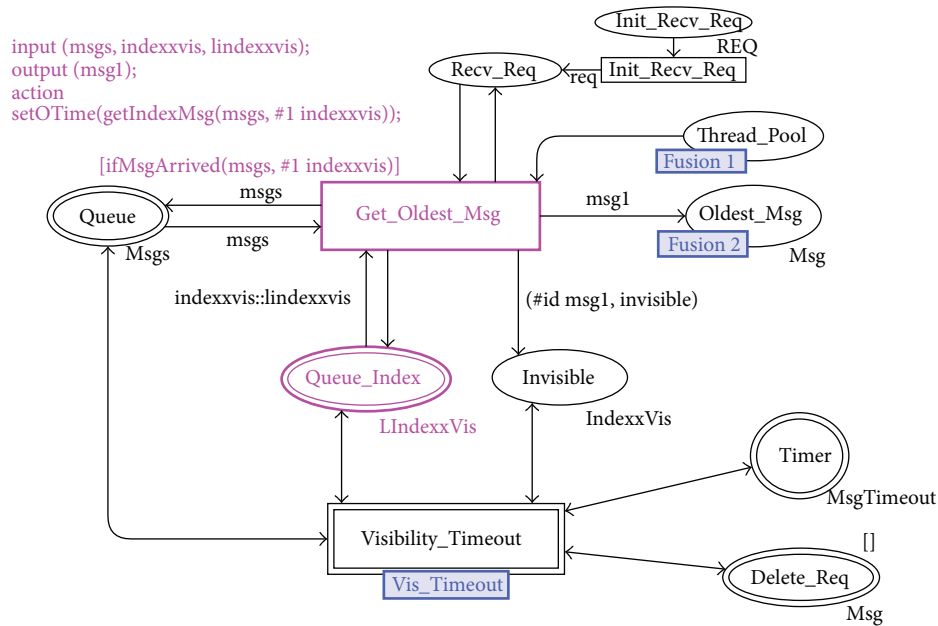 Init_Recv_Req
REQ
input (msgs, indexxvis, lindexxvis);
output (msg1);
action
setOTime(getIndexMsg(msgs, #1 indexxvis));
Recv_Req
req
Init_Recv_Req
Thread_Pool
Fusion 1
[ifMsgArrived(msgs, #1 indexxvis)]
msgs
Queue
Get_Oldest_Msg
msg1
Oldest_Msg
msgs
Msgs
Fusion 2
Msg
indexxvis::lindexxvis
(#id msg1, invisible)
Queue_Index
Invisible
LIndexxVis
IndexxVis
Timer
MsgTimeout
Visibility_Timeout
[]
Vis_Timeout
Delete_Req
Msg